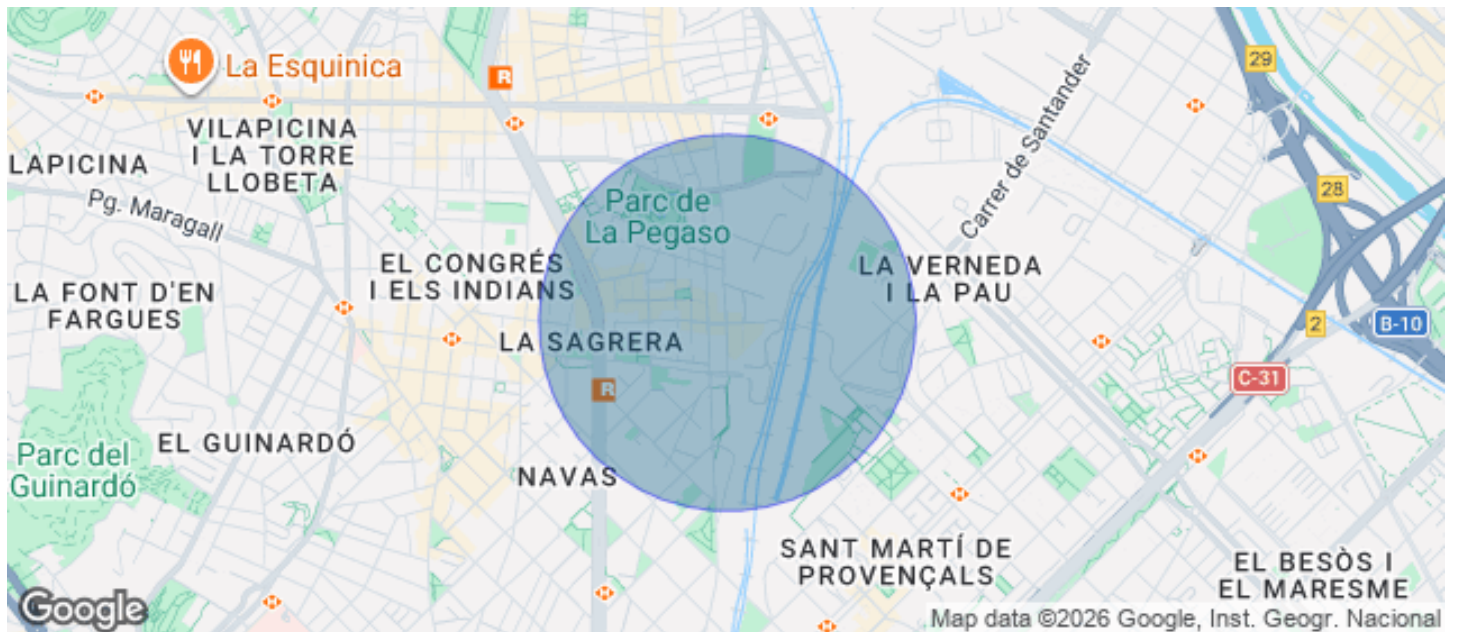 La Esquinica
R
29
VILAPICINA
I LA TORRE
LLOBETA
LAPICINA
Pg. Maragall
Carrer de Santander
28
Parc de
La Pegaso
EL CONGRÉS
I ELS INDIANS
LA VERNEDA
I LA PAU
LA FONT D'EN
FARGUES
2
B-10
LA SAGRERA
C-31
R
EL GUINARDÓ
Parc del
Guinardó
NAVAS
SANT MARTÍ DE
PROVENÇALS
EL BESÒS I
EL MARESME
Google
Map data ©2026 Google, Inst. Geogr. Nacional